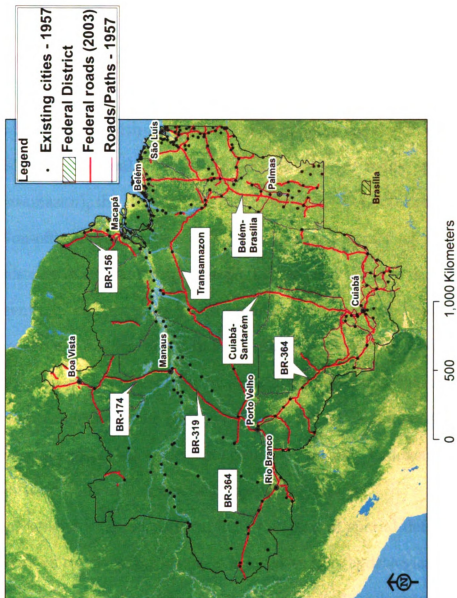 Legend
Existing cities - 1957
Federal District
Federal roads (2003)
Roads/Paths - 1957
Boa Vista
BR-174
BR-156
Macapá
Belém
São Luis
Manaus
Transamazon
BR-319
BR-364
Porto Velho
Rio Branco
Cuiabá-
Santarém
Belém-
Brasília
Palmas
BR-364
Cuiabá
Brasília
0
500
1,000 Kilometers
N